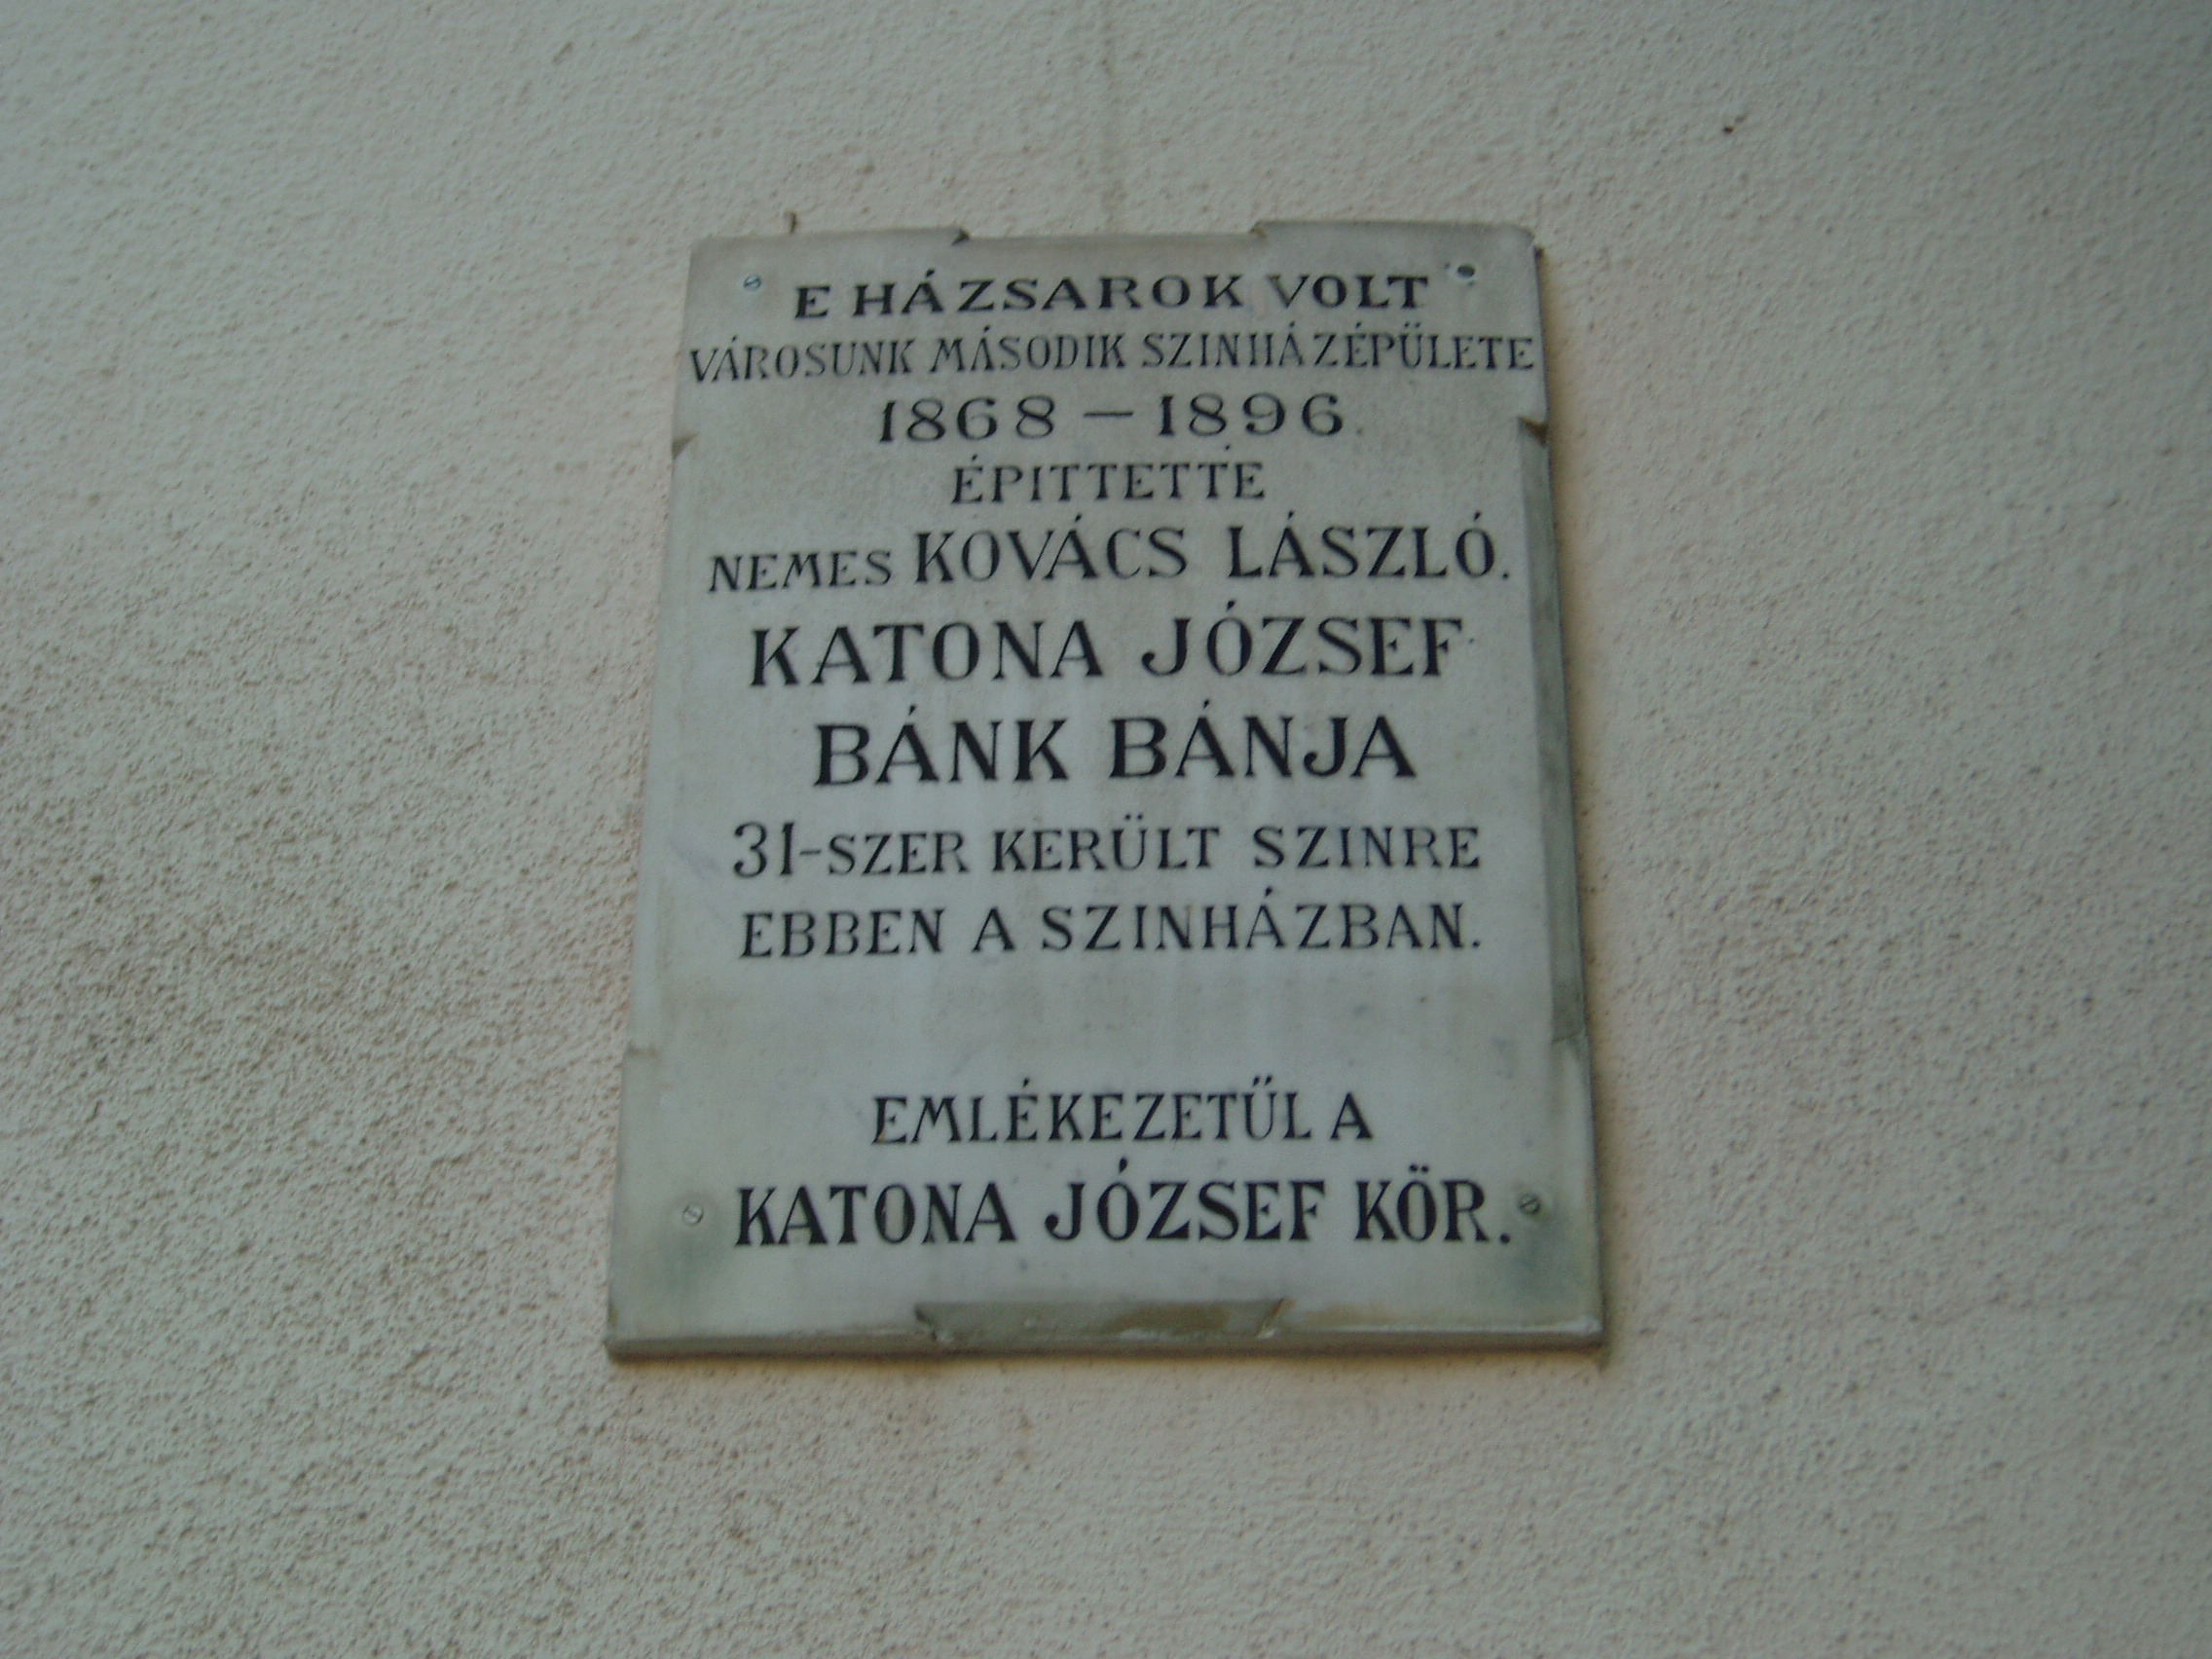 E HÁZSAROK VOLT
VÁROSUNK MÁSODIK SZINHÁZÉPÜLETE
1868 – 1896.
ÉPITTETTE
NEMES KOVÁCS LÁSZLÓ.
KATONA JÓZSEF
BÁNK BÁNJA
31-SZER KERÜLT SZINRE
EBBEN A SZINHÁZBAN.
EMLÉKEZETŰL A
KATONA JÓZSEF KÖR.